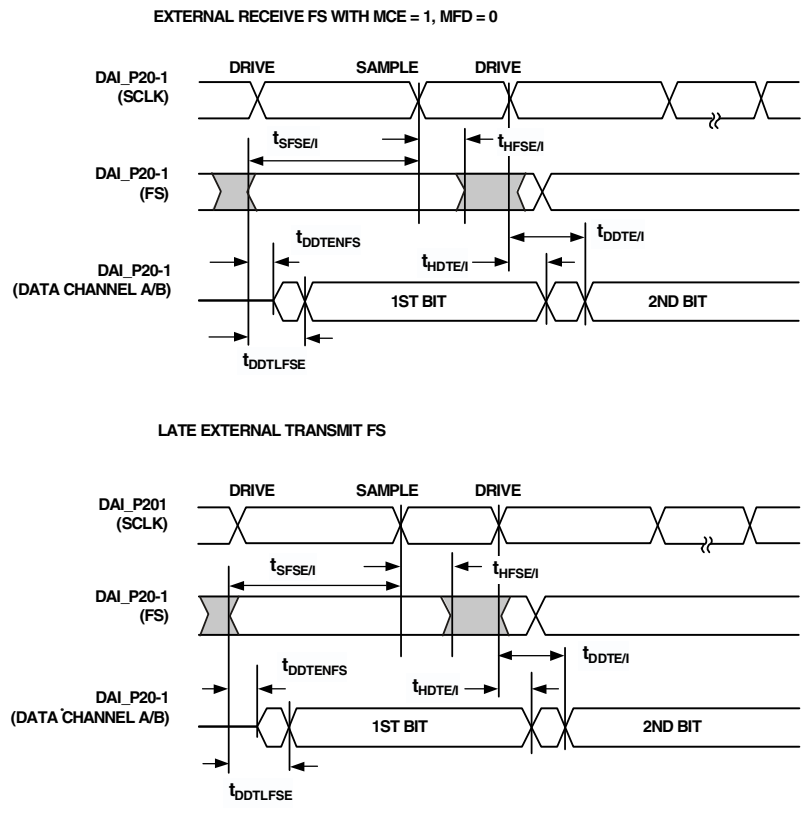 EXTERNAL RECEIVE FS WITH MCE = 1, MFD = 0
DRIVE SAMPLE DRIVE
DAI_P20-1
(SCLK)
tSFSE/I tHFSE/I
DAI_P20-1
(FS)
tDDTENFS tHDTE/I tDDTE/I
DAI_P20-1
(DATA CHANNEL A/B)
1ST BIT 2ND BIT
tDDTLFSE
LATE EXTERNAL TRANSMIT FS
DRIVE SAMPLE DRIVE
DAI_P201
(SCLK)
tSFSE/I tHFSE/I
DAI_P20-1
(FS)
tDDTENFS tHDTE/I tDDTE/I
DAI_P20-1
(DATA CHANNEL A/B)
1ST BIT 2ND BIT
tDDTLFSE